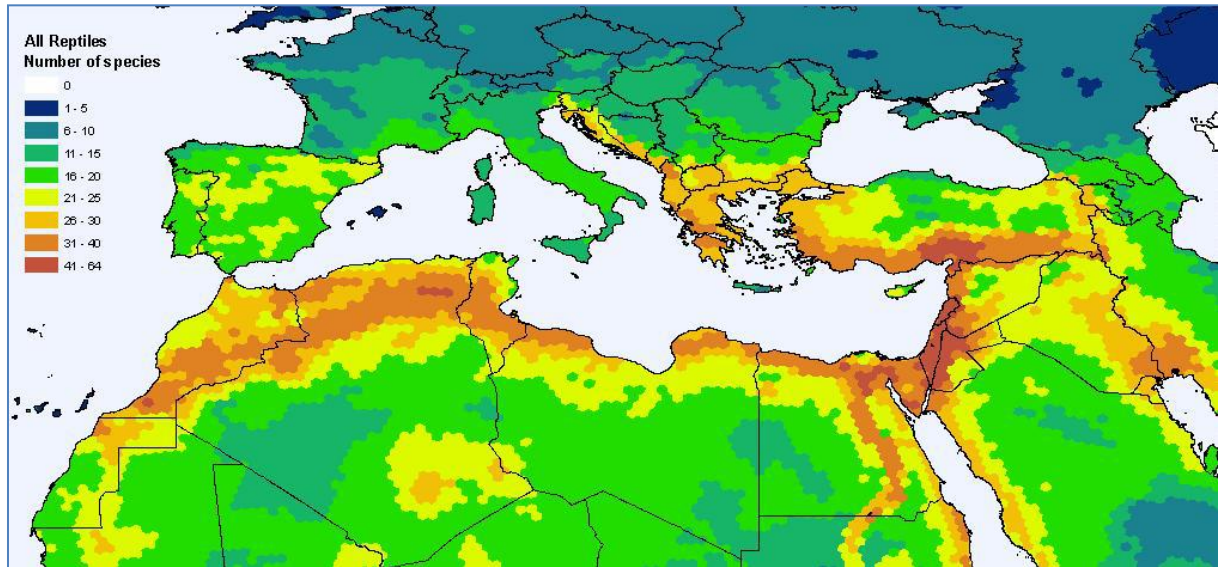 All Reptiles
Number of species
0
1 - 5
6 - 10
11 - 15
16 - 20
21 - 25
26 - 30
31 - 40
41 - 64